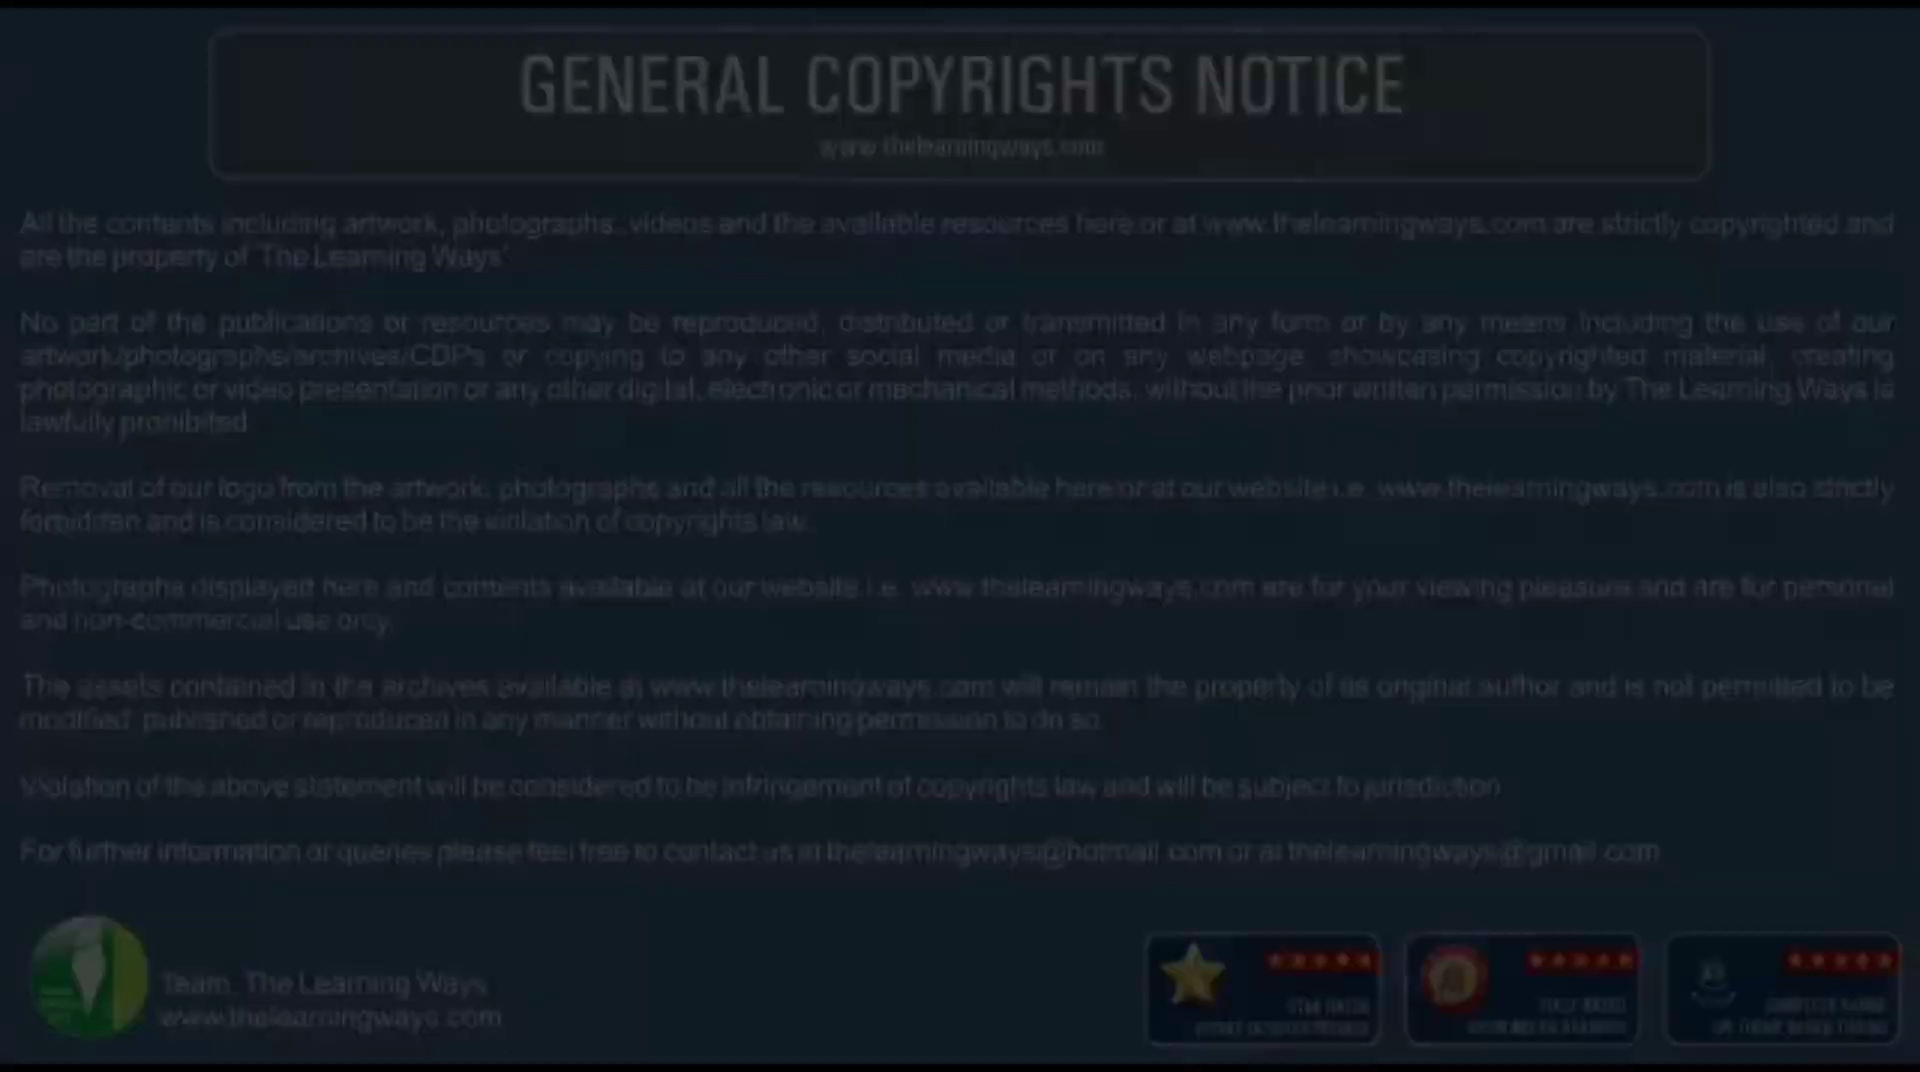 GENERAL COPYRIGHTS NOTICE
www.thelearningways.com
All the contents including artwork, photographs, videos and the available resources here or at www.thelearningways.com are strictly copyrighted and
are the property of 'The Learning Ways'
No part of the publications or resources may be reproduced, distributed or transmitted in any form or by any means including the use of our
artwork/photographs/archives/CDPs or copying to any other social media or on any webpage, showcasing copyrighted material, creating
photographic or video presentation or any other digital, electronic or mechanical methods, without the prior written permission by The Learning Ways is
lawfully prohibited.
Removal of our logo from the artwork, photographs and all the resources available here or at our website i.e. www.thelearningways.com is also strictly
forbidden and is considered to be the violation of copyrights law.
Photographs displayed here and contents available at our website i.e. www.thelearningways.com are for your viewing pleasure and are for personal
and non-commercial use only.
The assets contained in the archives available at www.thelearningways.com will remain the property of its original author and is not permitted to be
modified, published or reproduced in any manner without obtaining permission to do so.
Violation of the above statement will be considered to be infringement of copyrights law and will be subject to jurisdiction.
For further information or queries please feel free to contact us at thelearningways@hotmail.com or at thelearningways@gmail.com
Team, The Learning Ways
www.thelearningways.com